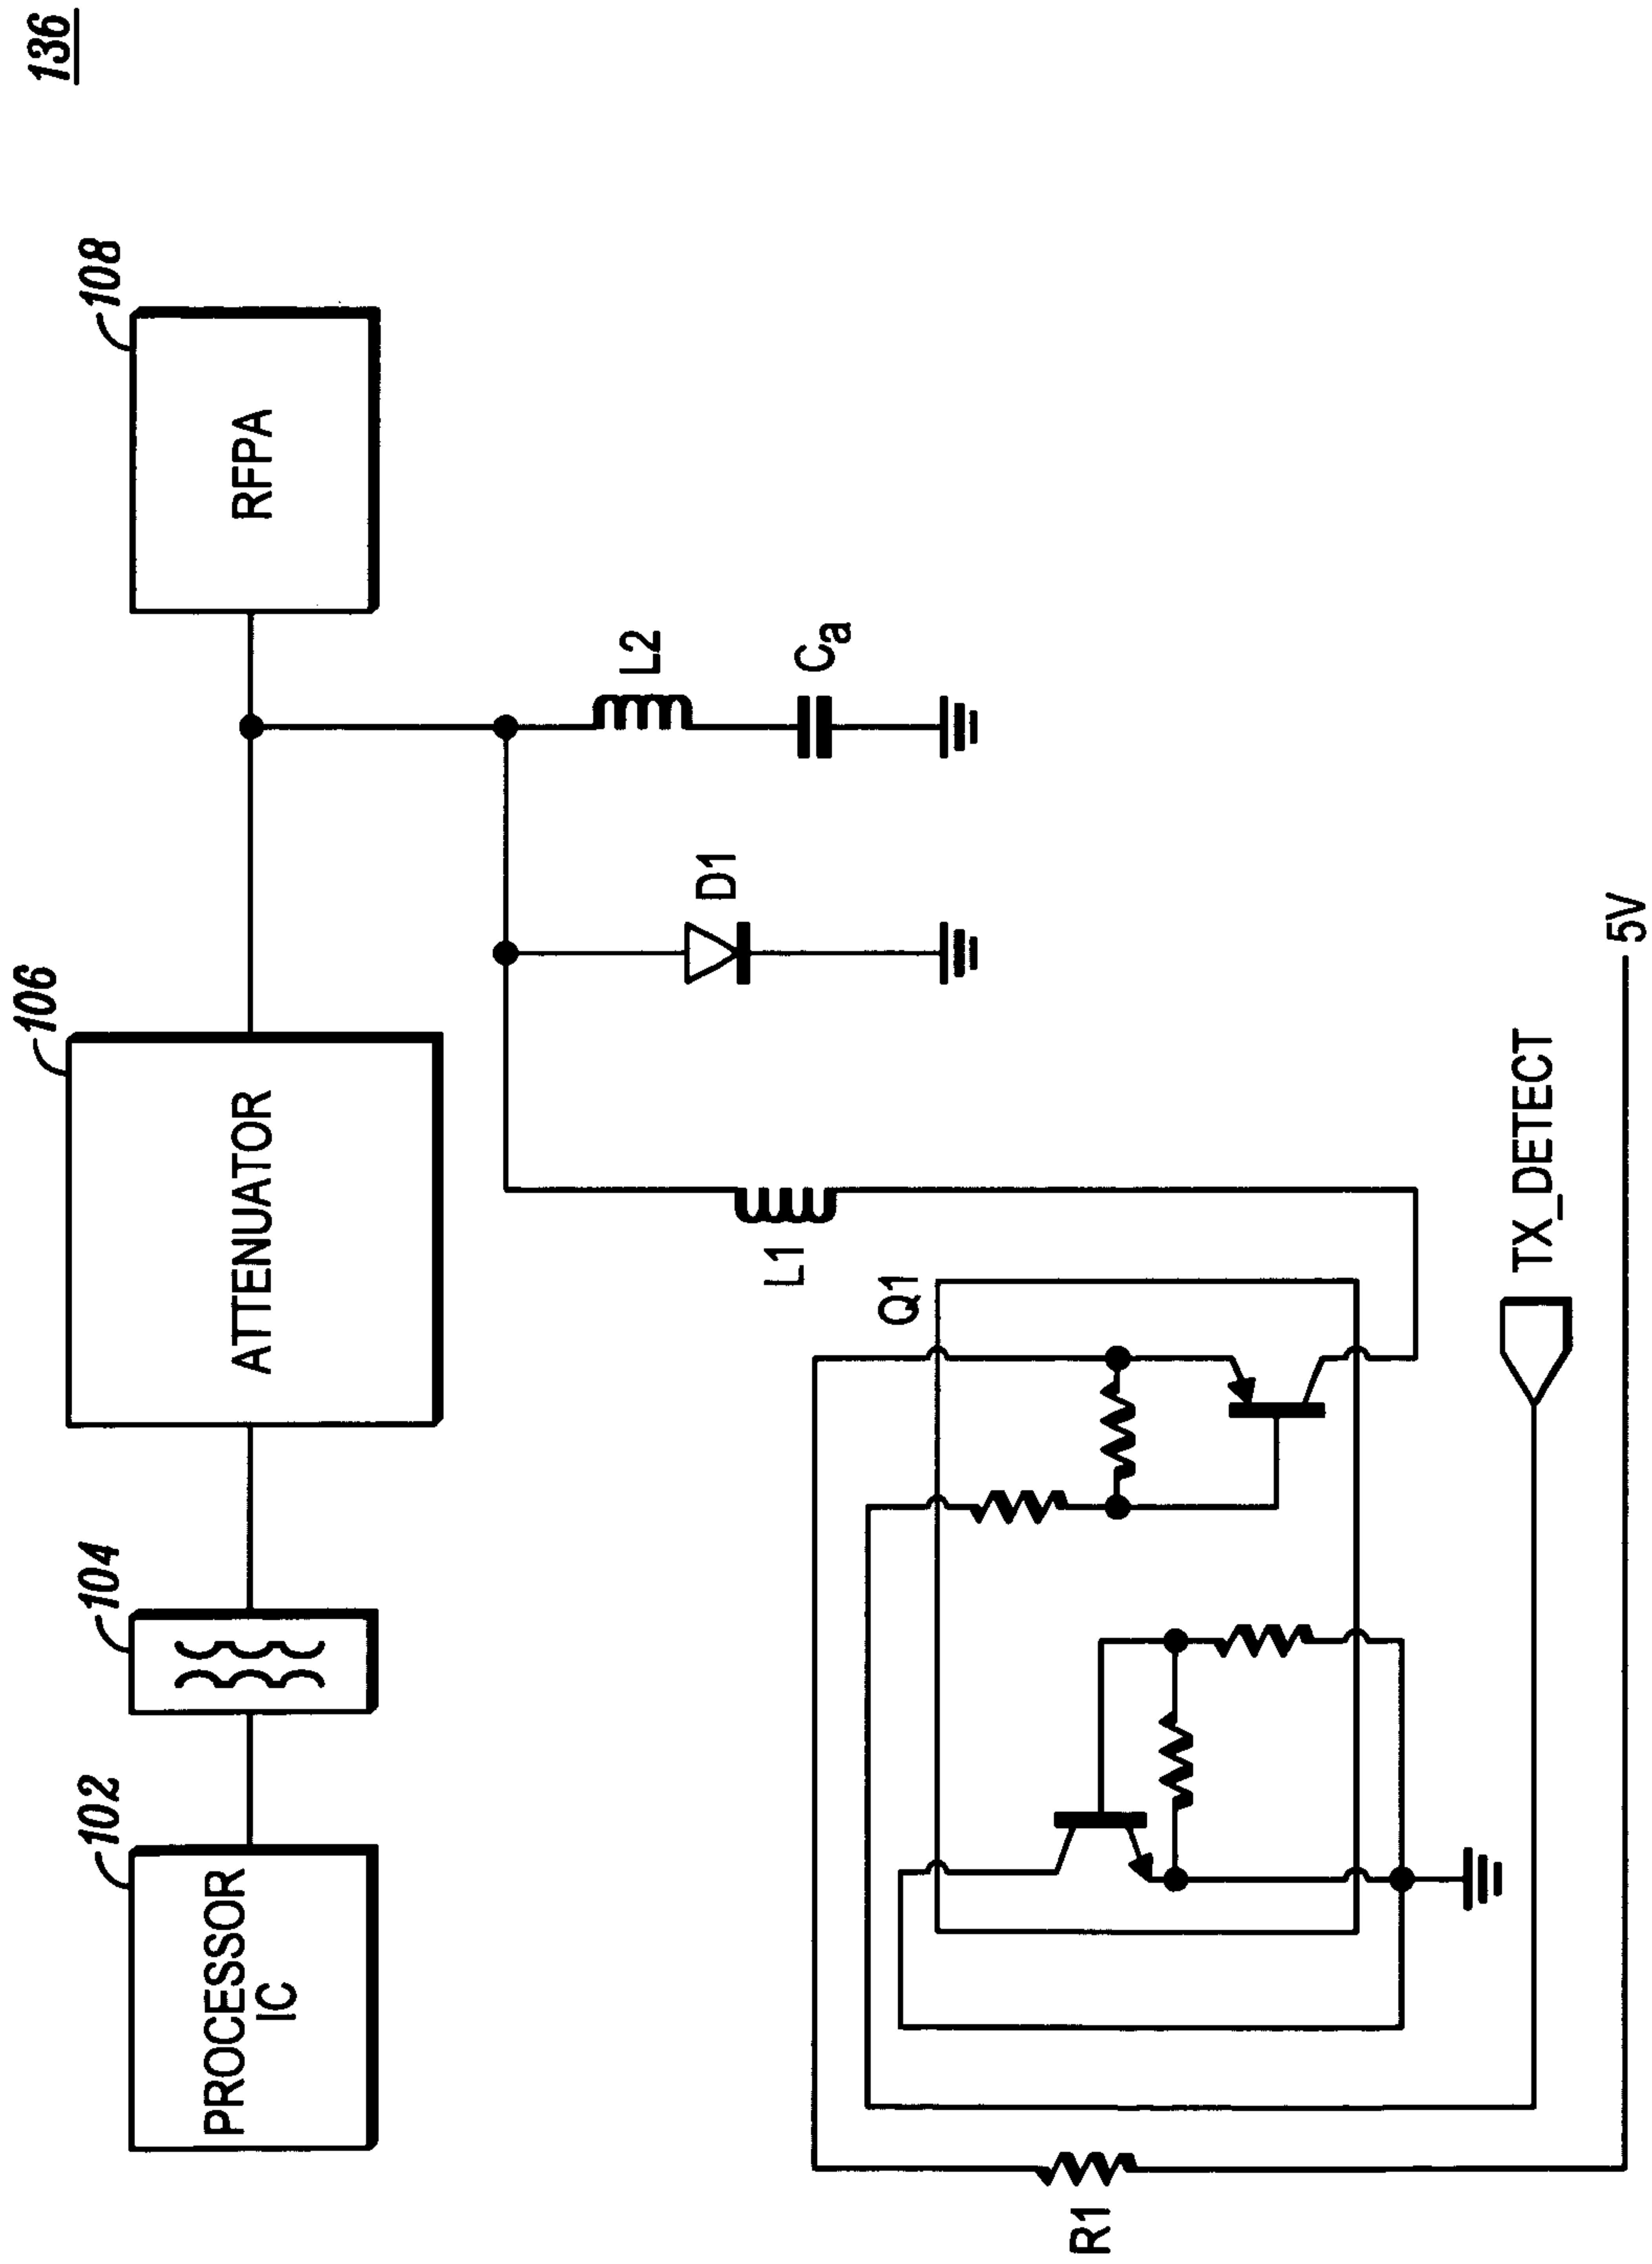 136
102
PROCESSOR
IC
104
106
ATTENUATOR
108
RFPA
L2
Ca
D1
L1
Q1
R1
TX_DETECT
5V